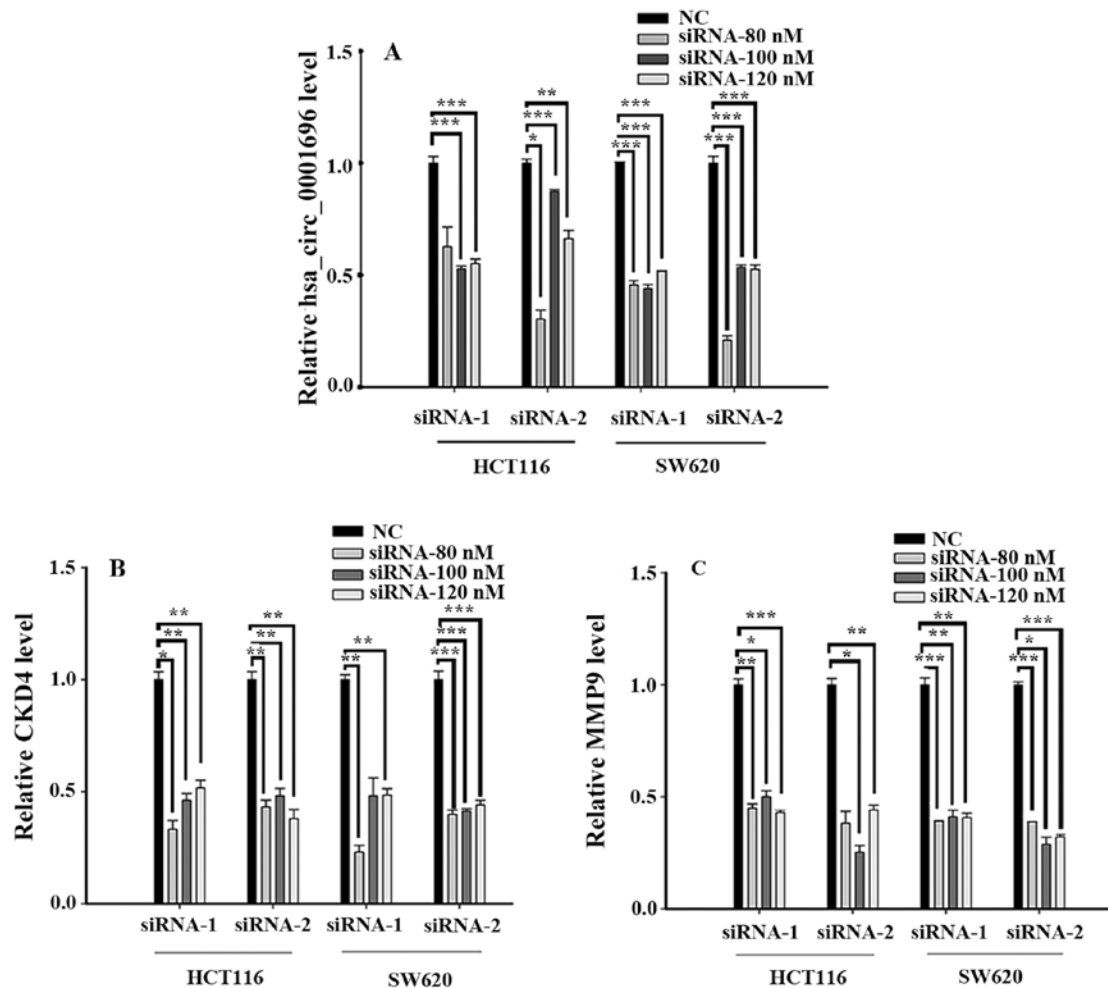 NC
siRNA-80 nM
siRNA-100 nM
siRNA-120 nM
A
Relative hsa_circ_0001696 level
1.5
1.0
0.5
0.0
*** *** ** *** * *** *** *** *** *** ***
siRNA-1 siRNA-2 siRNA-1 siRNA-2
HCT116 SW620
NC
siRNA-80 nM
siRNA-100 nM
siRNA-120 nM
B
Relative CKD4 level
1.5
1.0
0.5
0.0
** ** * ** ** ** ** ** *** *** ***
siRNA-1 siRNA-2 siRNA-1 siRNA-2
HCT116 SW620
NC
siRNA-80 nM
siRNA-100 nM
siRNA-120 nM
C
Relative MMP9 level
1.5
1.0
0.5
0.0
*** * ** ** * ** ** *** *** * ***
siRNA-1 siRNA-2 siRNA-1 siRNA-2
HCT116 SW620